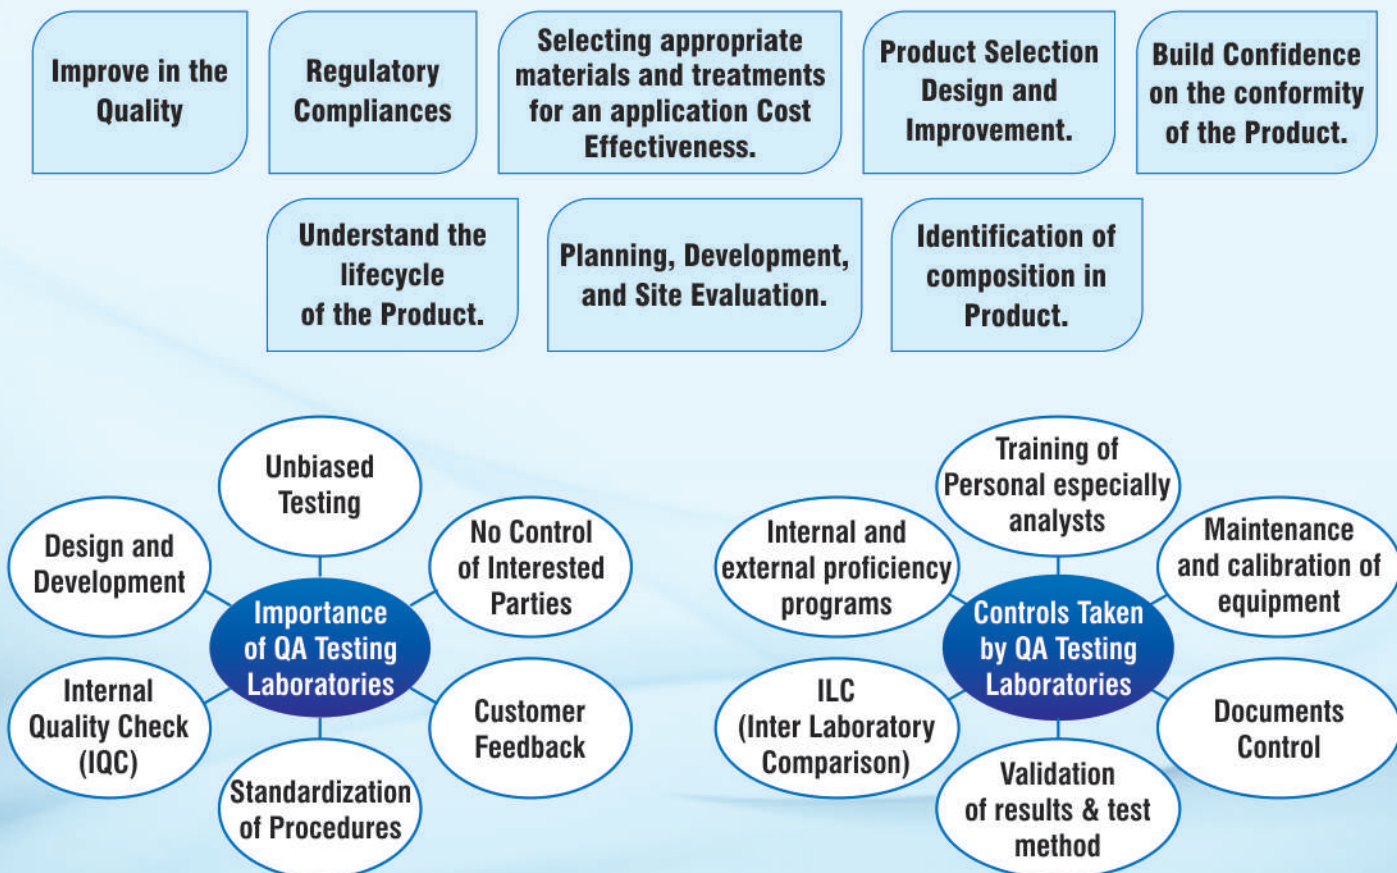 Improve in the
Quality
Regulatory
Compliances
Selecting appropriate
materials and treatments
for an application Cost
Effectiveness.
Product Selection
Design and
Improvement.
Build Confidence
on the conformity
of the Product.
Understand the
lifecycle
of the Product.
Planning, Development,
and Site Evaluation.
Identification of
composition in
Product.
Unbiased
Testing
Design and
Development
No Control
of Interested
Parties
Importance
of QA Testing
Laboratories
Internal
Quality Check
(IQC)
Customer
Feedback
Standardization
of Procedures
Training of
Personal especially
analysts
Internal and
external proficiency
programs
Maintenance
and calibration of
equipment
Controls Taken
by QA Testing
Laboratories
ILC
(Inter Laboratory
Comparison)
Documents
Control
Validation
of results & test
method